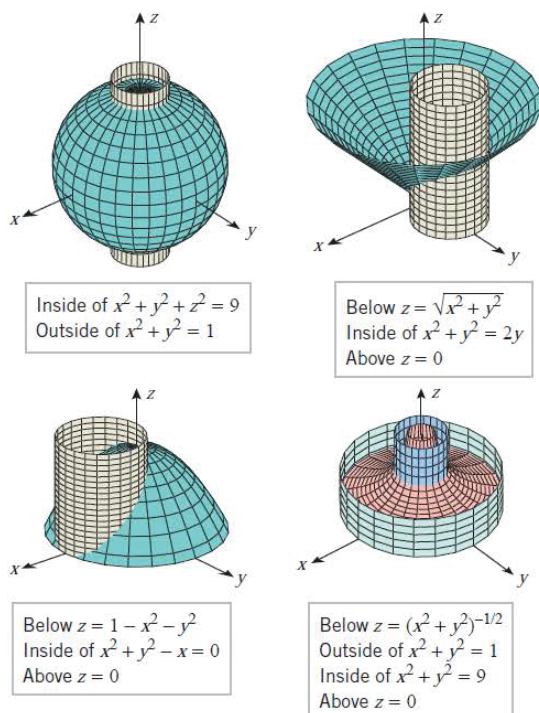 z
x
y
Inside of x² + y² + z² = 9
Outside of x² + y² = 1
z
x
y
Below z = √(x² + y²)
Inside of x² + y² = 2y
Above z = 0
z
x
y
Below z = 1 − x² − y²
Inside of x² + y² − x = 0
Above z = 0
z
x
y
Below z = (x² + y²)^(−1/2)
Outside of x² + y² = 1
Inside of x² + y² = 9
Above z = 0